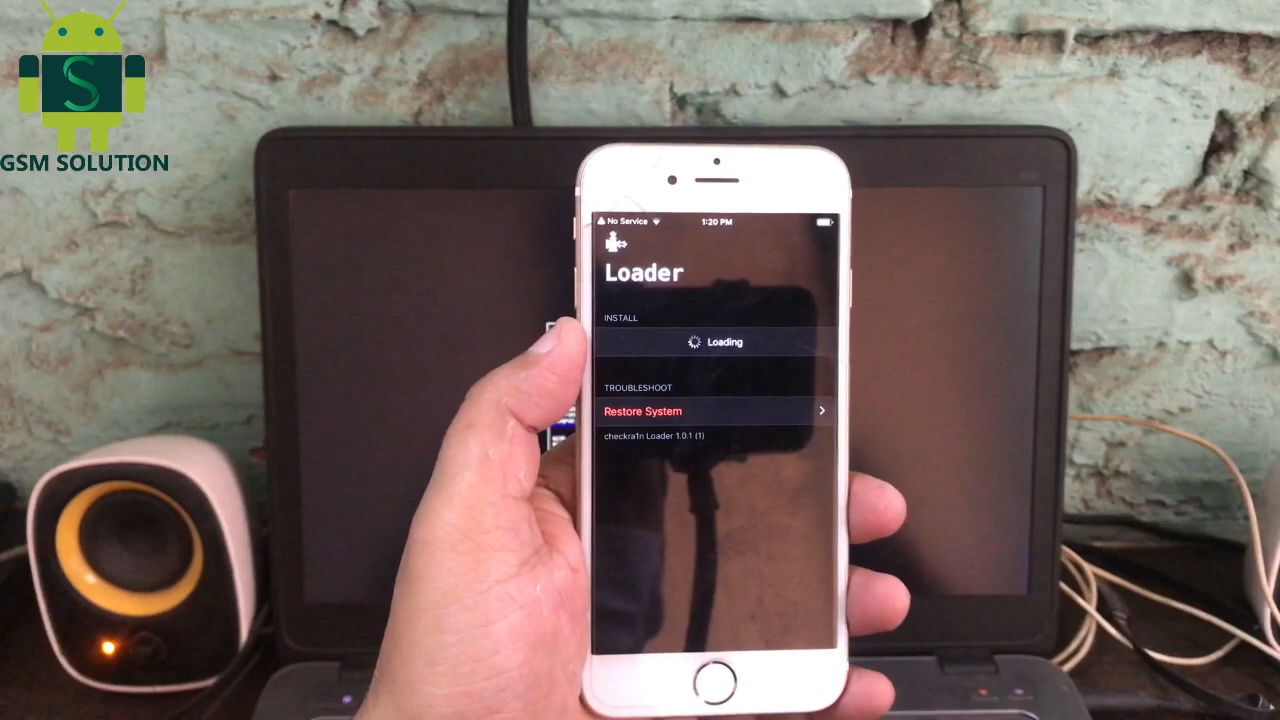 S
GSM SOLUTION
No Service
1:20 PM
Loader
INSTALL
Loading
TROUBLESHOOT
Restore System
checkra1n Loader 1.0.1 (1)